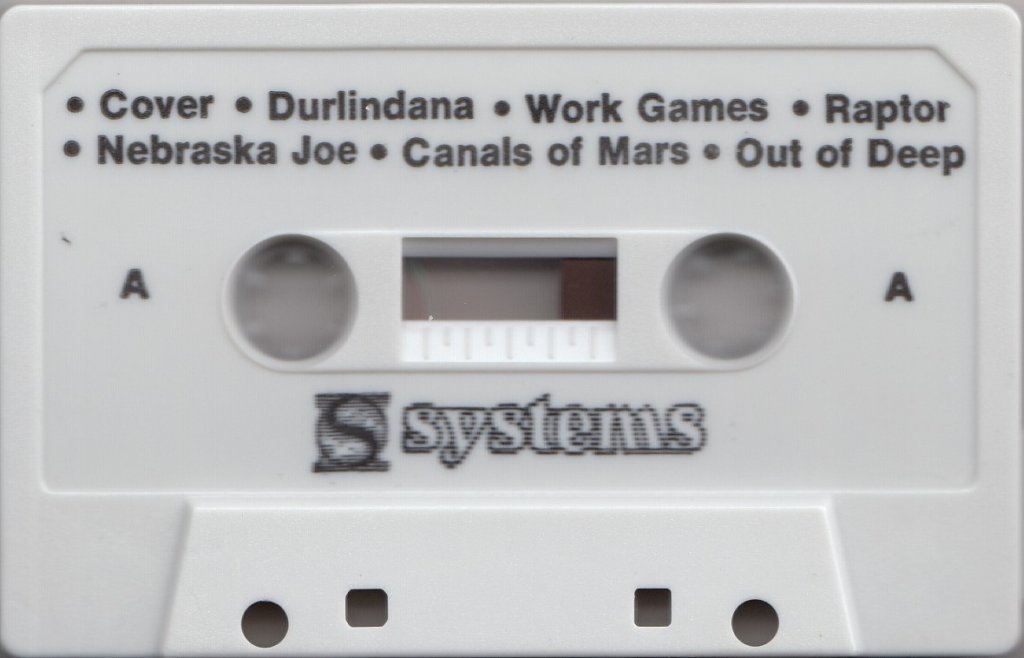 • Cover • Durlindana • Work Games • Raptor
• Nebraska Joe • Canals of Mars • Out of Deep
A A
S systems